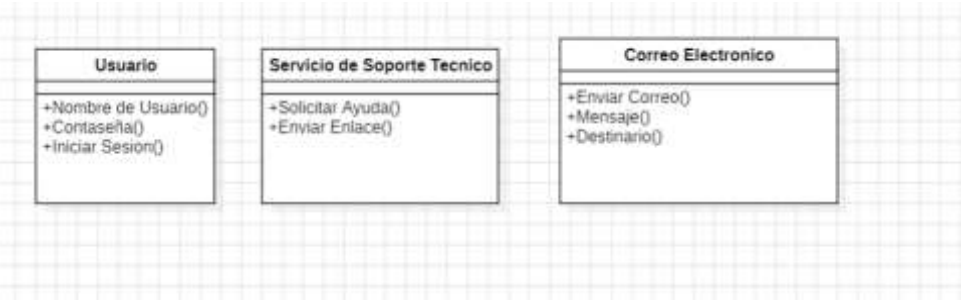 Usuario
+Nombre de Usuario()
+Contaseña()
+Iniciar Sesion()
Servicio de Soporte Tecnico
+Solicitar Ayuda()
+Enviar Enlace()
Correo Electronico
+Enviar Correo()
+Mensaje()
+Destinario()